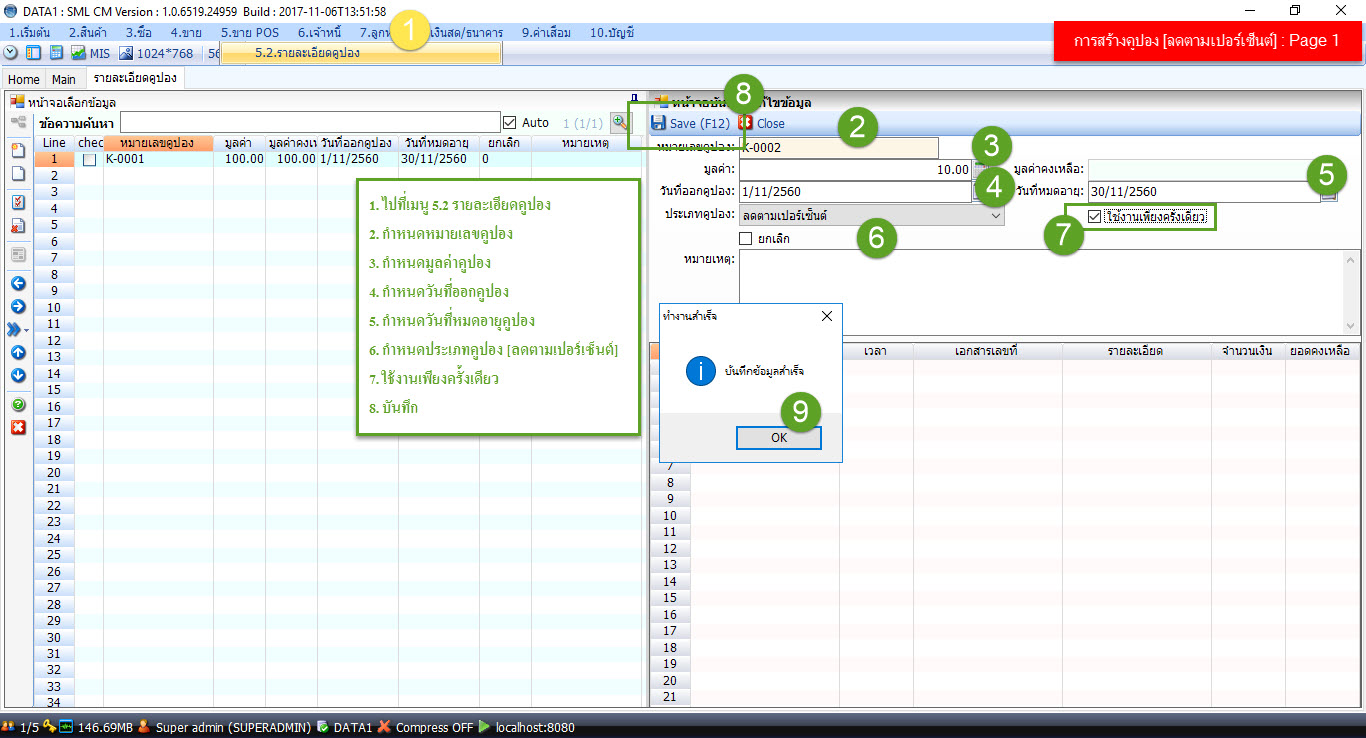 DATA1 : SML CM Version : 1.0.6519.24959 Build : 2017-11-06T13:51:58
1.เริ่มต้น 2.สินค้า 3.ซื้อ 4.ขาย 5.ขาย POS 6.เจ้าหนี้ 7.ลูกห 1 เงินสด/ธนาคาร 9.ค่าเสื่อม 10.บัญชี
การสร้างคูปอง [ลดตามเปอร์เซ็นต์] : Page 1
MIS 1024*768 56 5.2.รายละเอียดคูปอง
Home Main รายละเอียดคูปอง
หน้าจอเลือกข้อมูล
ข้อความค้นหา Auto 1 (1/1)
Line chec หมายเลขคูปอง มูลค่า มูลค่าคงเ วันที่ออกคูปอง วันที่หมดอายุ ยกเลิก หมายเหตุ
1 K-0001 100.00 100.00 1/11/2560 30/11/2560 0
2
3
4
5
6
7
8
9
10
11
12
13
14
15
16
17
18
19
20
21
22
23
24
25
26
27
28
29
30
31
32
33
34
1. ไปที่เมนู 5.2 รายละเอียดคูปอง
2. กำหนดหมายเลขคูปอง
3. กำหนดมูลค่าคูปอง
4. กำหนดวันที่ออกคูปอง
5. กำหนดวันที่หมดอายุคูปอง
6. กำหนดประเภทคูปอง [ลดตามเปอร์เซ็นต์]
7. ใช้งานเพียงครั้งเดียว
8. บันทึก
8
Save (F12) Close
2
หมายเลขคูปอง: K-0002
3
มูลค่า: 10.00 มูลค่าคงเหลือ:
4 5
วันที่ออกคูปอง: 1/11/2560 วันที่หมดอายุ: 30/11/2560
ประเภทคูปอง: ลดตามเปอร์เซ็นต์ ใช้งานเพียงครั้งเดียว
6 7
ยกเลิก
หมายเหตุ:
ทำงานสำเร็จ
บันทึกข้อมูลสำเร็จ
9
OK
เวลา เอกสารเลขที่ รายละเอียด จำนวนเงิน ยอดคงเหลือ
7
8
9
10
11
12
13
14
15
16
17
18
19
20
21
1/5 146.69MB Super admin (SUPERADMIN) DATA1 Compress OFF localhost:8080